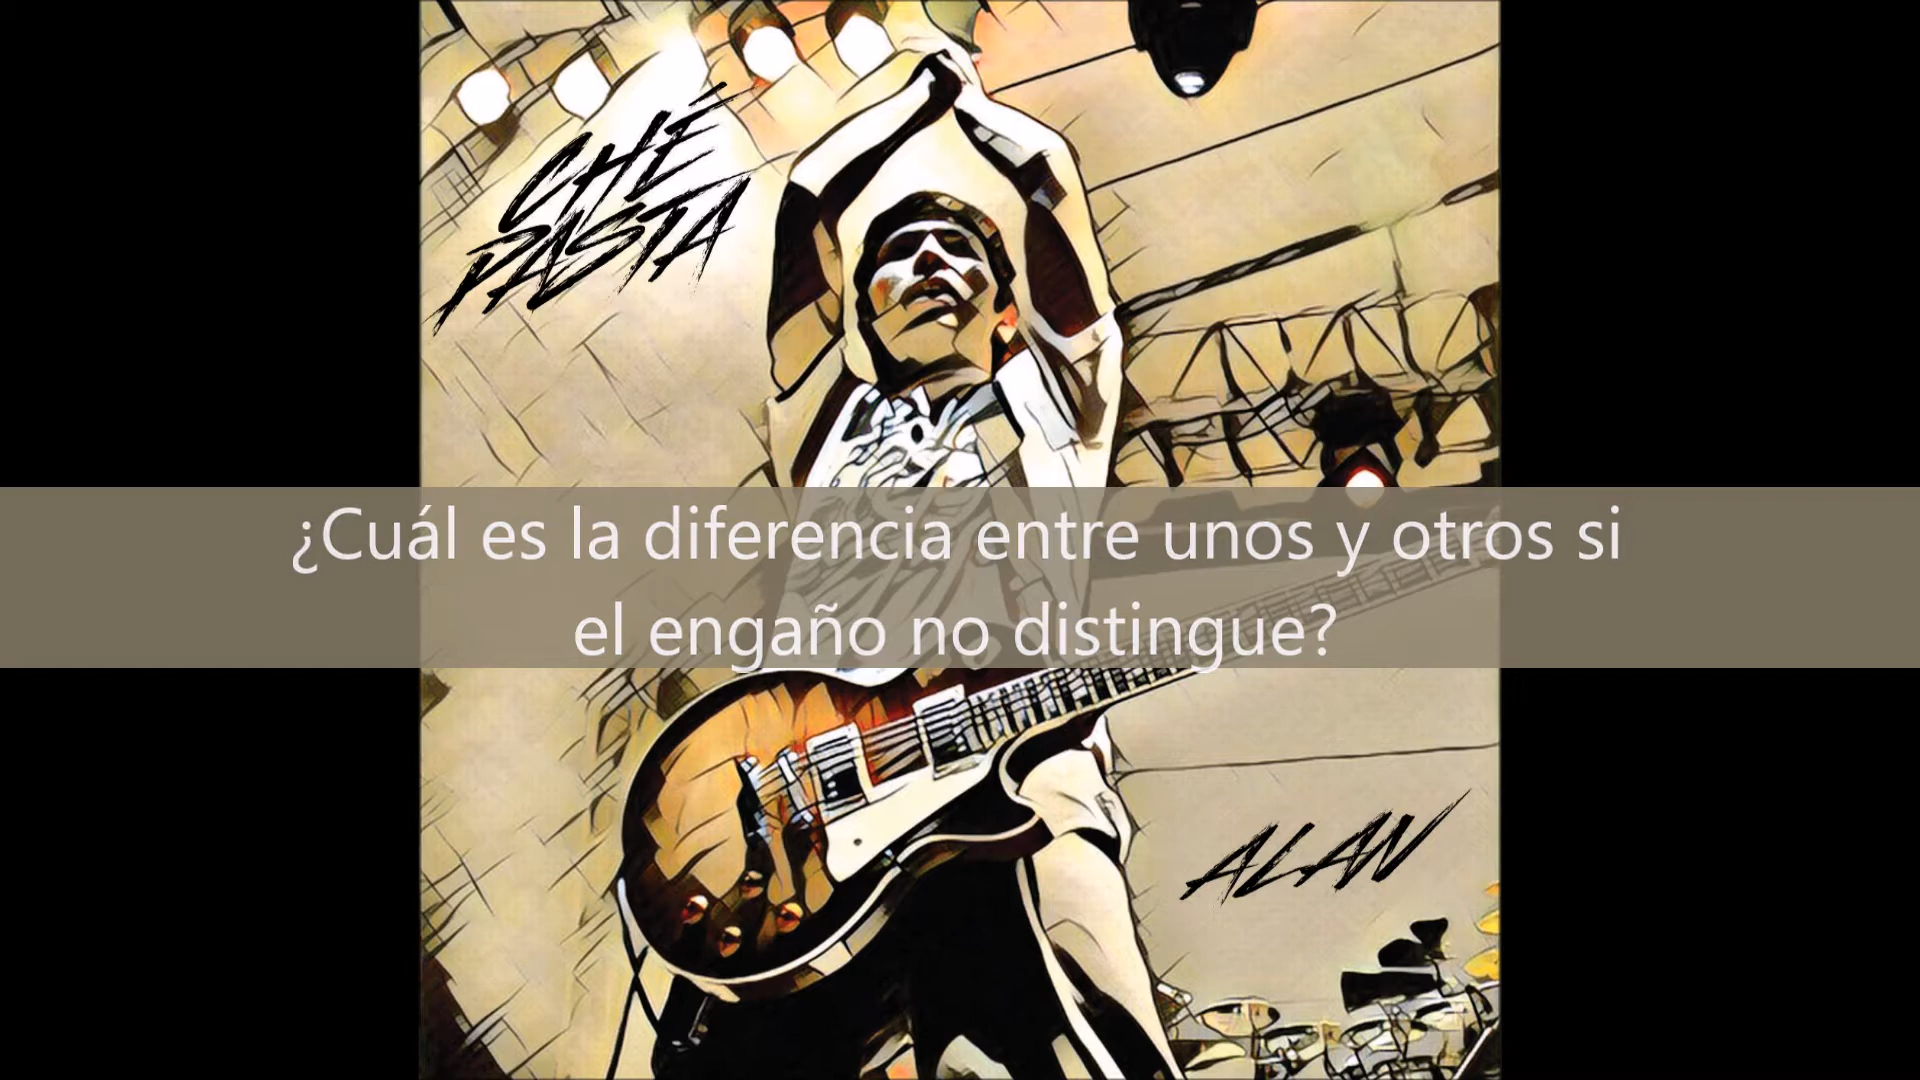 CHÉ
PASTA
¿Cuál es la diferencia entre unos y otros si
el engaño no distingue?
ALAN